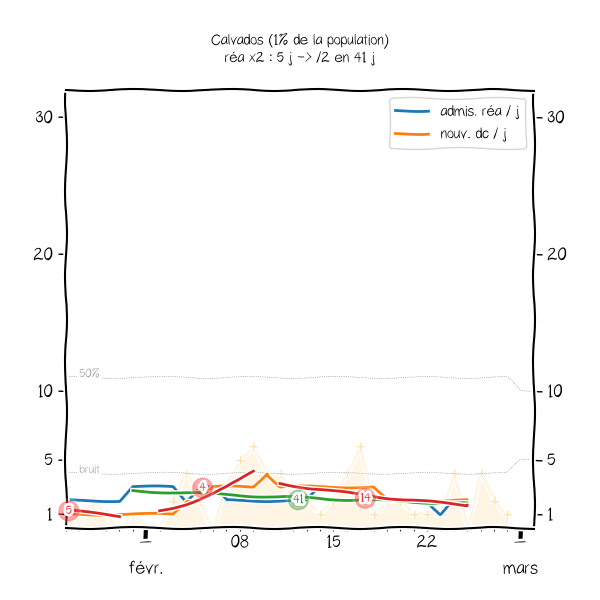 Calvados (1% de la population)
réa x2 : 5 j -> /2 en 41 j
admis. réa / j
nouv. dc / j
30
30
20
20
50%
10
10
5
5
bruit
4
5
41
14
1
1
08
15
22
févr.
mars